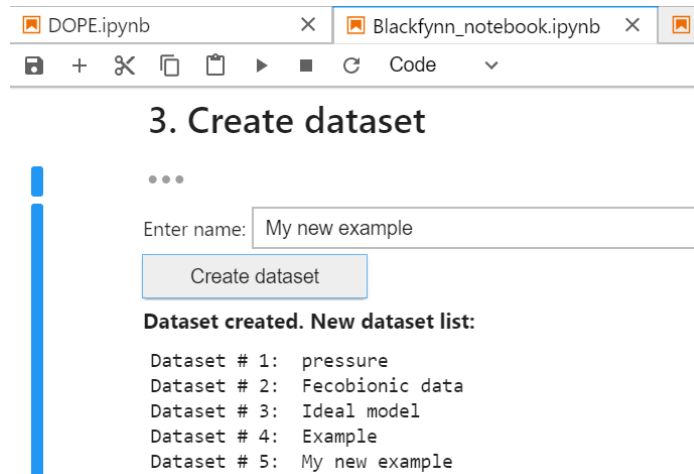 DOPE.ipynb
Blackfynn_notebook.ipynb
Code
3. Create dataset
Enter name: My new example
Create dataset
Dataset created. New dataset list:
Dataset # 1: pressure
Dataset # 2: Fecobionic data
Dataset # 3: Ideal model
Dataset # 4: Example
Dataset # 5: My new example